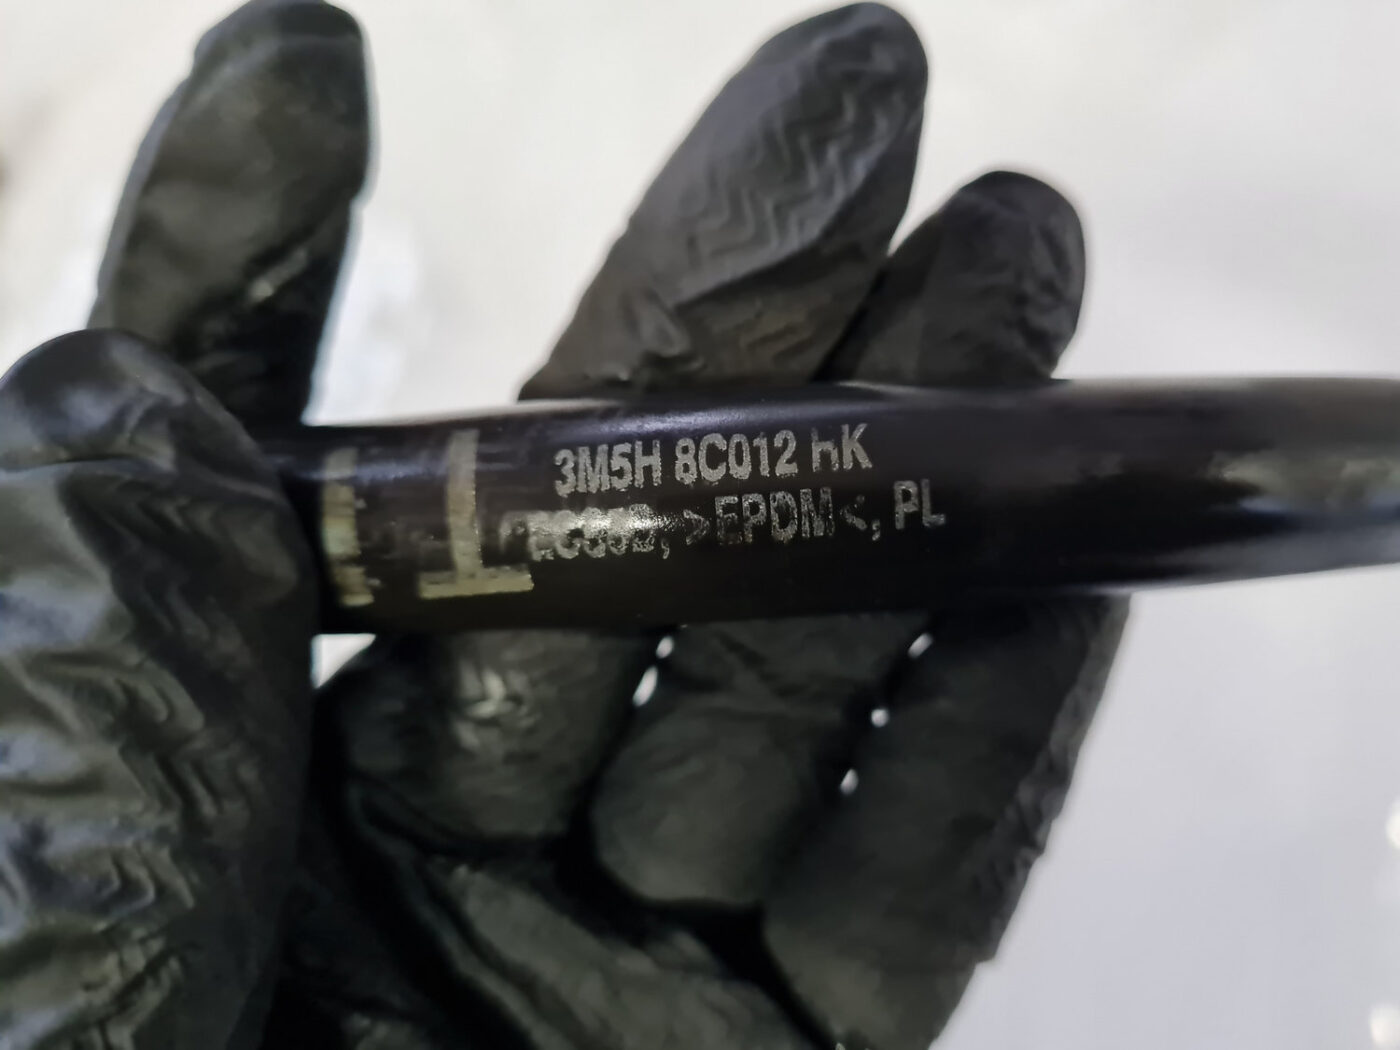 3M5H 8C012 HK
>EPDM<, PL